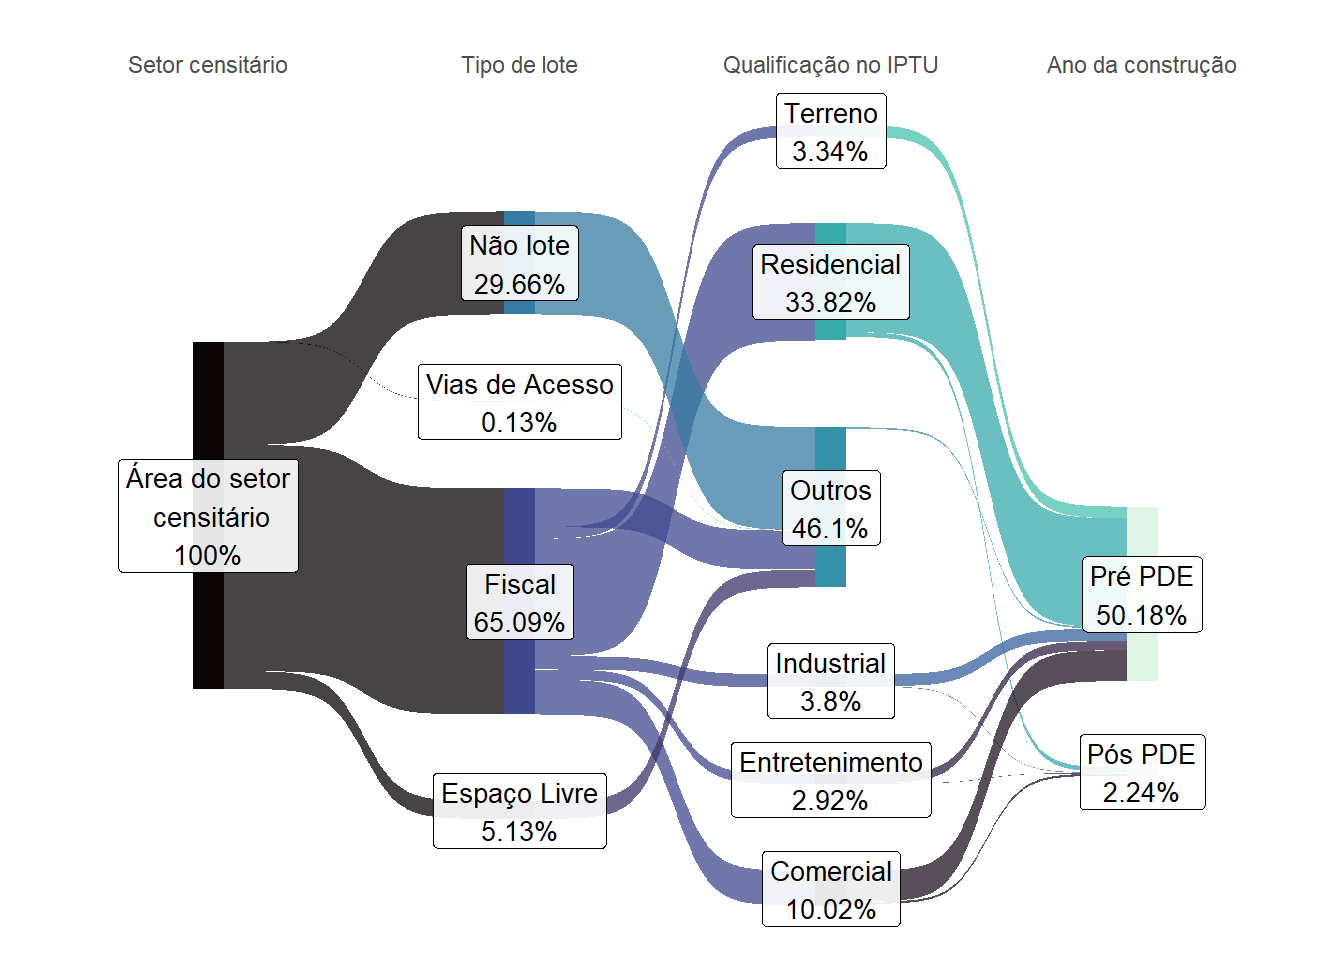 Setor censitário
Tipo de lote
Qualificação no IPTU
Ano da construção
Área do setor
censitário
100%
Não lote
29.66%
Vias de Acesso
0.13%
Fiscal
65.09%
Espaço Livre
5.13%
Terreno
3.34%
Residencial
33.82%
Outros
46.1%
Industrial
3.8%
Entretenimento
2.92%
Comercial
10.02%
Pré PDE
50.18%
Pós PDE
2.24%